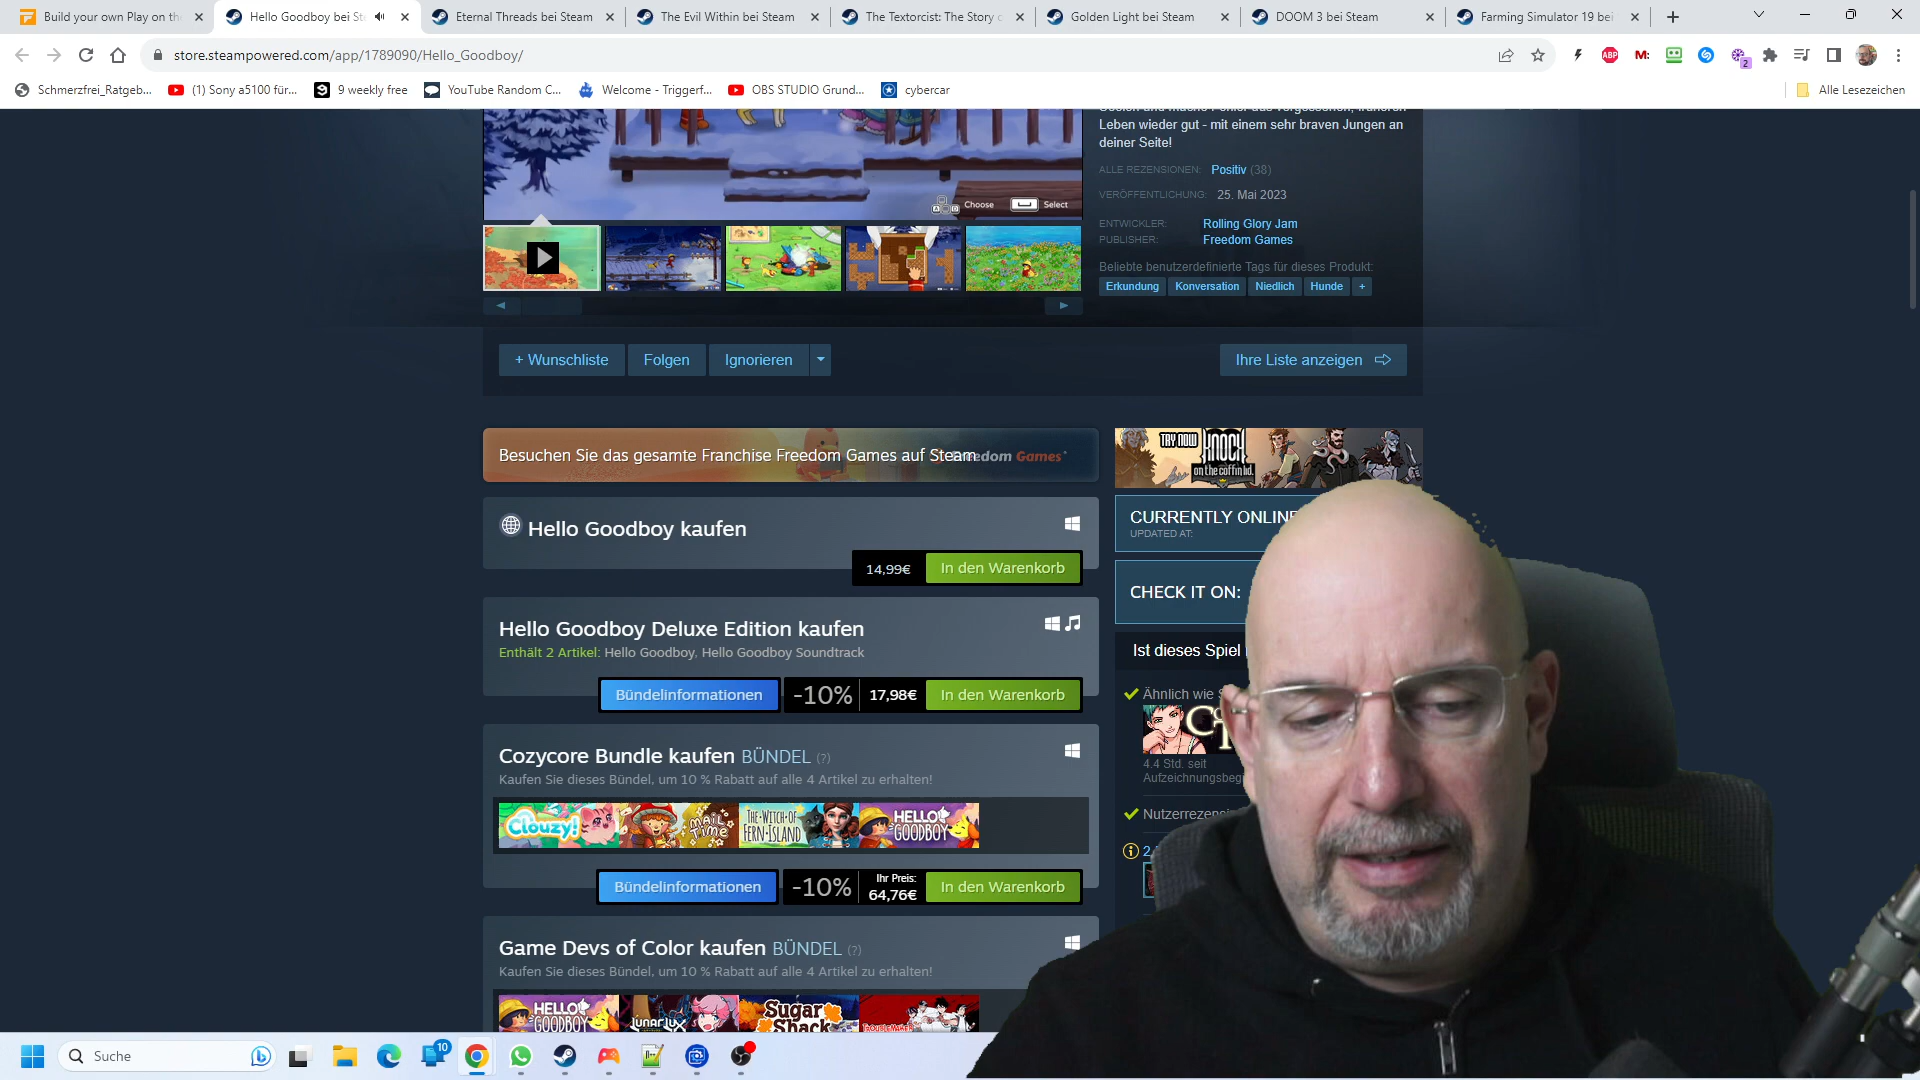 Build your own Play on th
Hello Goodboy bei St
Eternal Threads bei Steam
The Evil Within bei Steam
The Textorcist: The Story o
Golden Light bei Steam
DOOM 3 bei Steam
Farming Simulator 19 bei
store.steampowered.com/app/1789090/Hello_Goodboy/
ABP
M:
2
Schmerzfrei_Ratgeb...
(1) Sony a5100 für...
9 weekly free
YouTube Random C...
Welcome - Triggerf...
OBS STUDIO Grund...
cybercar
Alle Lesezeichen
Leben wieder gut - mit einem sehr braven Jungen an
deiner Seite!
ALLE REZENSIONEN: Positiv (38)
VERÖFFENTLICHUNG: 25. Mai 2023
ENTWICKLER: Rolling Glory Jam
PUBLISHER: Freedom Games
Beliebte benutzerdefinierte Tags für dieses Produkt:
Erkundung Konversation Niedlich Hunde +
Choose Select
+ Wunschliste Folgen Ignorieren
Ihre Liste anzeigen
Besuchen Sie das gesamte Franchise Freedom Games auf Steam
Freedom Games
TRY NOW KNOCK on the coffin lid
Hello Goodboy kaufen
14,99€ In den Warenkorb
CURRENTLY ONLINE
UPDATED AT:
CHECK IT ON:
Hello Goodboy Deluxe Edition kaufen
Enthält 2 Artikel: Hello Goodboy, Hello Goodboy Soundtrack
Bündelinformationen -10% 17,98€ In den Warenkorb
Ist dieses Spiel
Ähnlich wie
4.4 Std. seit
Aufzeichnungsbeg
Nutzerrezensi
2
Cozycore Bundle kaufen BÜNDEL (?)
Kaufen Sie dieses Bündel, um 10 % Rabatt auf alle 4 Artikel zu erhalten!
Clouzy! MAIL TIME THE WITCH OF FERN ISLAND HELLO GOODBOY
Bündelinformationen -10% Ihr Preis: 64,76€ In den Warenkorb
Game Devs of Color kaufen BÜNDEL (?)
Kaufen Sie dieses Bündel, um 10 % Rabatt auf alle 4 Artikel zu erhalten!
HELLO GOODBOY LUNARLUX Sugar Shack TROUBLEMAKER
Suche
10